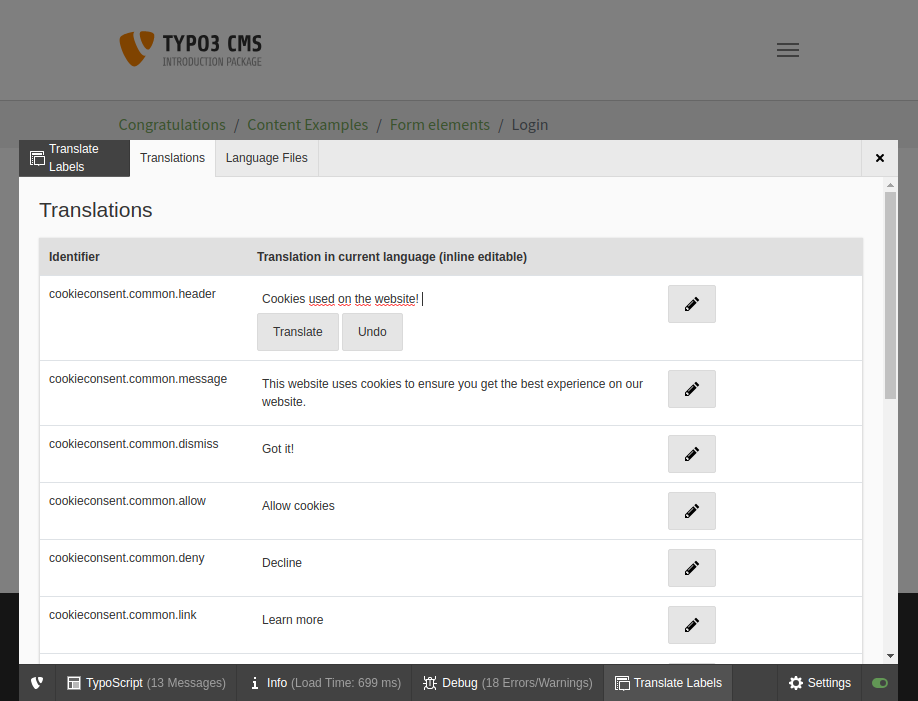 TYPO3 CMS
INTRODUCTION PACKAGE
Congratulations / Content Examples / Form elements / Login
Translate Labels
Translations
Language Files
Translations
Identifier
Translation in current language (inline editable)
cookieconsent.common.header
Cookies used on the website!
Translate
Undo
cookieconsent.common.message
This website uses cookies to ensure you get the best experience on our
website.
cookieconsent.common.dismiss
Got it!
cookieconsent.common.allow
Allow cookies
cookieconsent.common.deny
Decline
cookieconsent.common.link
Learn more
TypoScript (13 Messages)
Info (Load Time: 699 ms)
Debug (18 Errors/Warnings)
Translate Labels
Settings